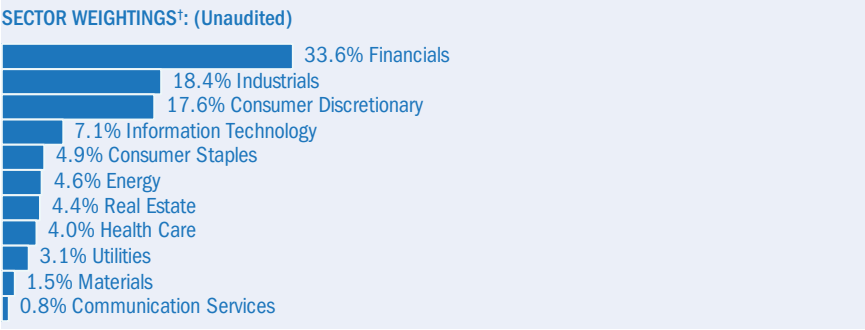 SECTOR WEIGHTINGS†: (Unaudited)
33.6% Financials
18.4% Industrials
17.6% Consumer Discretionary
7.1% Information Technology
4.9% Consumer Staples
4.6% Energy
4.4% Real Estate
4.0% Health Care
3.1% Utilities
1.5% Materials
0.8% Communication Services